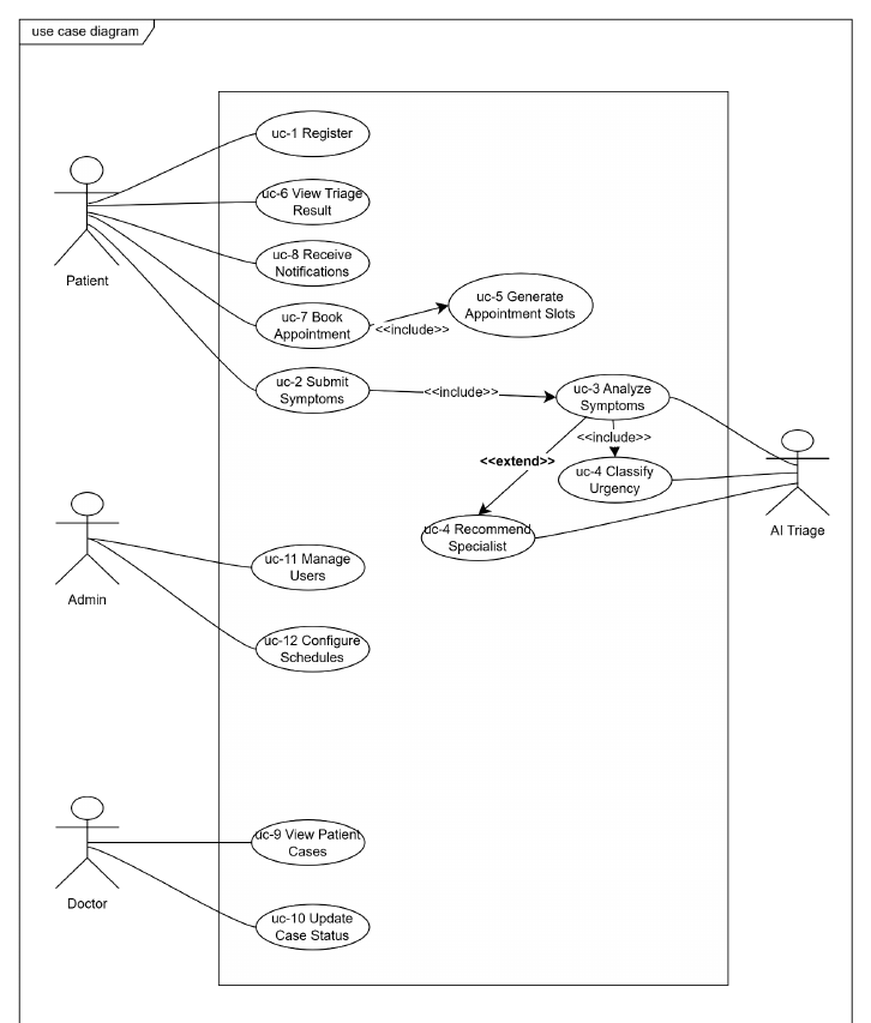 use case diagram
uc-1 Register
uc-6 View Triage
Result
Patient
uc-8 Receive
Notifications
uc-7 Book
Appointment
<<include>>
uc-5 Generate
Appointment Slots
uc-2 Submit
Symptoms
<<include>>
uc-3 Analyze
Symptoms
<<include>>
<<extend>>
uc-4 Classify
Urgency
uc-4 Recommend
Specialist
AI Triage
Admin
uc-11 Manage
Users
uc-12 Configure
Schedules
Doctor
uc-9 View Patient
Cases
uc-10 Update
Case Status